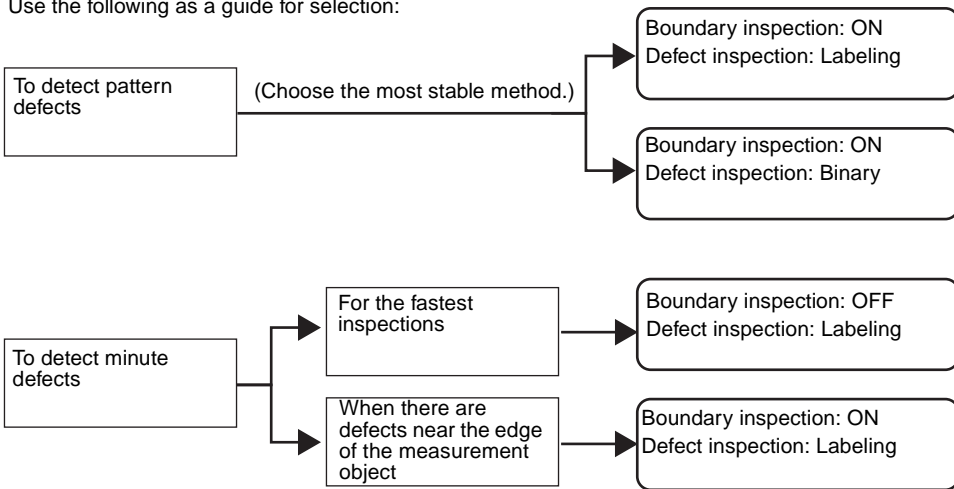 Use the following as a guide for selection:
To detect pattern
defects
(Choose the most stable method.)
Boundary inspection: ON
Defect inspection: Labeling
Boundary inspection: ON
Defect inspection: Binary
To detect minute
defects
For the fastest
inspections
Boundary inspection: OFF
Defect inspection: Labeling
When there are
defects near the edge
of the measurement
object
Boundary inspection: ON
Defect inspection: Labeling